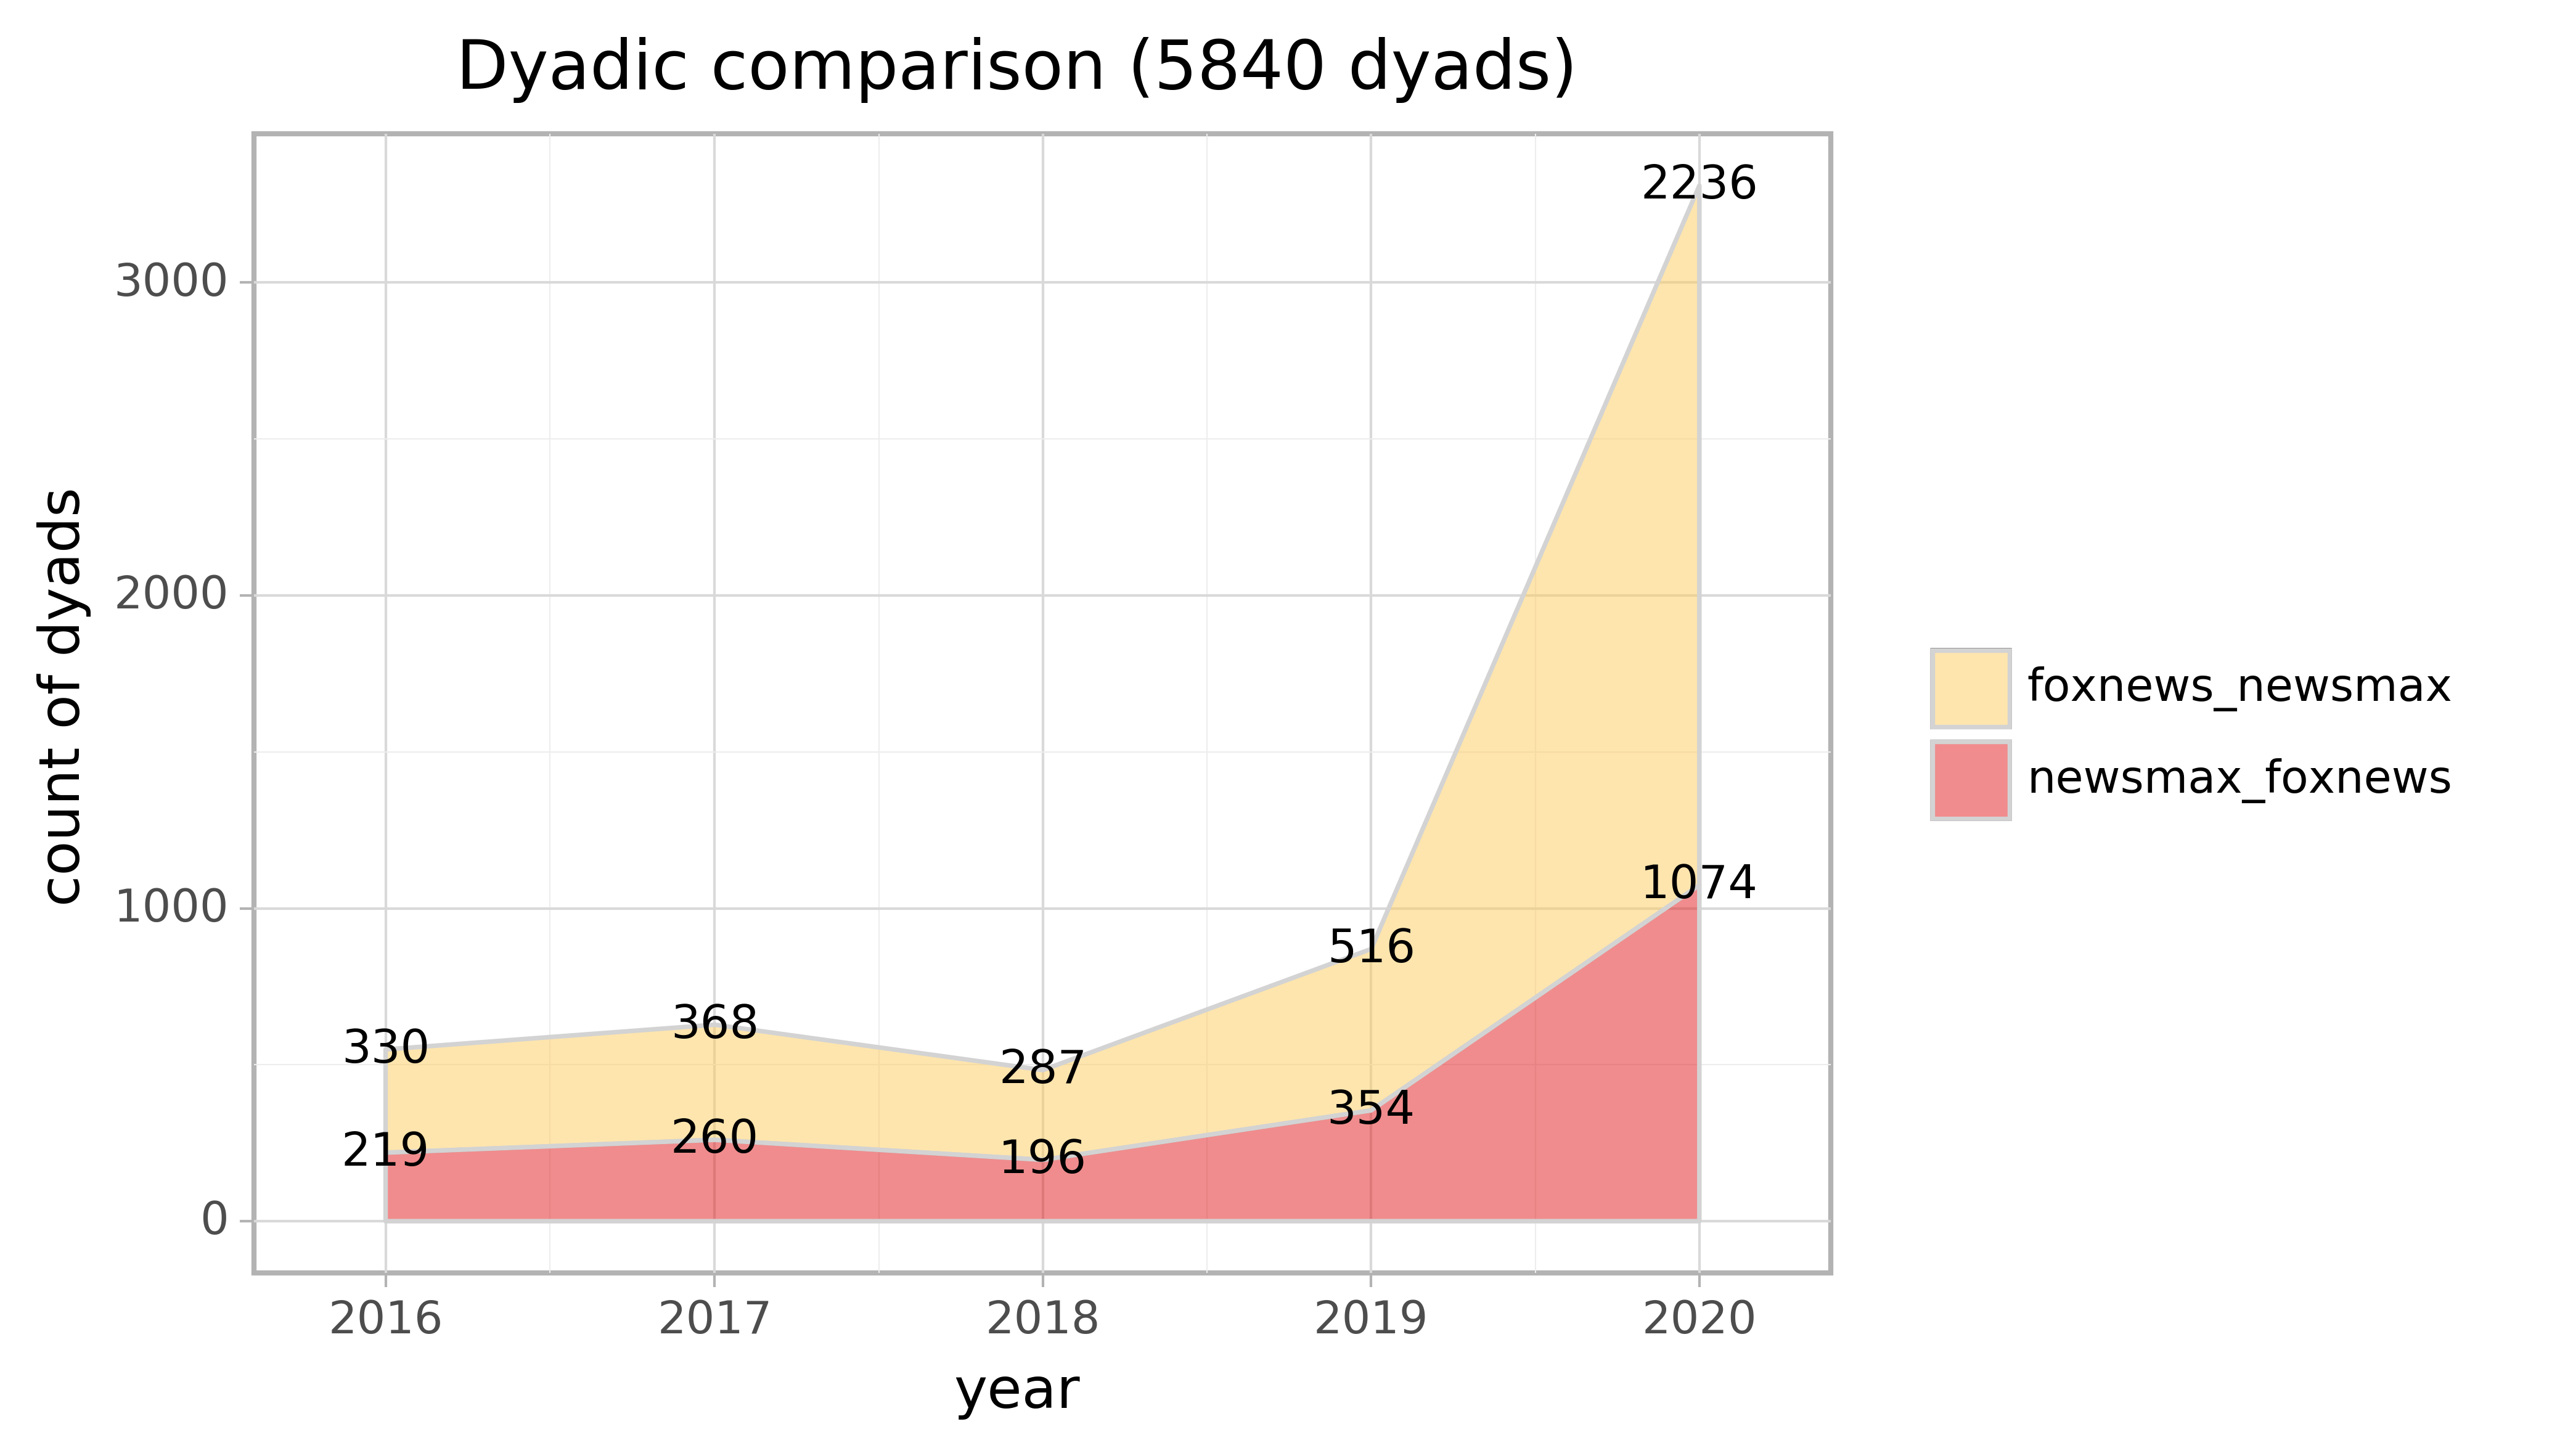 Dyadic comparison (5840 dyads)
2236
3000
2000
foxnews_newsmax
newsmax_foxnews
count of dyads
1000
1074
516
330
368
287
354
219
260
196
0
2016 2017 2018 2019 2020
year